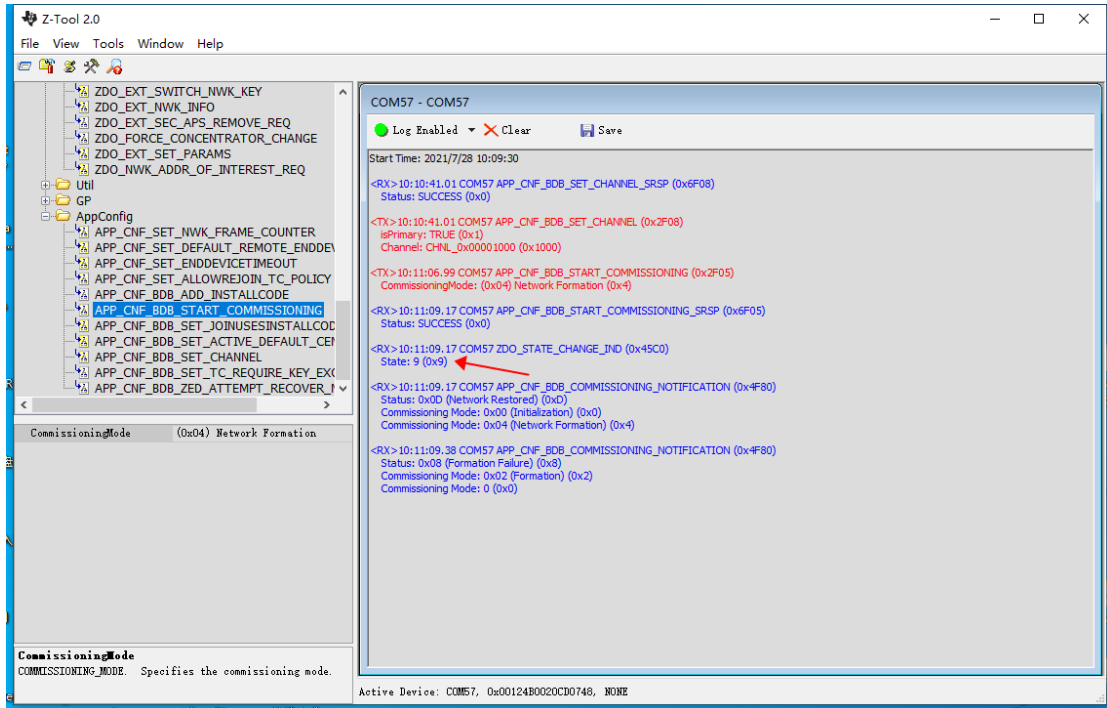 Z-Tool 2.0
File View Tools Window Help
ZDO_EXT_SWITCH_NWK_KEY
ZDO_EXT_NWK_INFO
ZDO_EXT_SEC_APS_REMOVE_REQ
ZDO_FORCE_CONCENTRATOR_CHANGE
ZDO_EXT_SET_PARAMS
ZDO_NWK_ADDR_OF_INTEREST_REQ
Util
GP
AppConfig
APP_CNF_SET_NWK_FRAME_COUNTER
APP_CNF_SET_DEFAULT_REMOTE_ENDDEV
APP_CNF_SET_ENDDEVICETIMEOUT
APP_CNF_SET_ALLOWREJOIN_TC_POLICY
APP_CNF_BDB_ADD_INSTALLCODE
APP_CNF_BDB_START_COMMISSIONING
APP_CNF_BDB_SET_JOINUSESINSTALLCOD
APP_CNF_BDB_SET_ACTIVE_DEFAULT_CEN
APP_CNF_BDB_SET_CHANNEL
APP_CNF_BDB_SET_TC_REQUIRE_KEY_EXC
APP_CNF_BDB_ZED_ATTEMPT_RECOVER_N
CommissioningMode (0x04) Network Formation
CommissioningMode
COMMISSIONING_MODE. Specifies the commissioning mode.
COM57 - COM57
Log Enabled Clear Save
Start Time: 2021/7/28 10:09:30
<RX>10:10:41.01 COM57 APP_CNF_BDB_SET_CHANNEL_SRSP (0x6F08)
Status: SUCCESS (0x0)
<TX>10:10:41.01 COM57 APP_CNF_BDB_SET_CHANNEL (0x2F08)
isPrimary: TRUE (0x1)
Channel: CHNL_0x00001000 (0x1000)
<TX>10:11:06.99 COM57 APP_CNF_BDB_START_COMMISSIONING (0x2F05)
CommissioningMode: (0x04) Network Formation (0x4)
<RX>10:11:09.17 COM57 APP_CNF_BDB_START_COMMISSIONING_SRSP (0x6F05)
Status: SUCCESS (0x0)
<RX>10:11:09.17 COM57 ZDO_STATE_CHANGE_IND (0x45C0)
State: 9 (0x9)
<RX>10:11:09.17 COM57 APP_CNF_BDB_COMMISSIONING_NOTIFICATION (0x4F80)
Status: 0x0D (Network Restored) (0xD)
Commissioning Mode: 0x00 (Initialization) (0x0)
Commissioning Mode: 0x04 (Network Formation) (0x4)
<RX>10:11:09.38 COM57 APP_CNF_BDB_COMMISSIONING_NOTIFICATION (0x4F80)
Status: 0x08 (Formation Failure) (0x8)
Commissioning Mode: 0x02 (Formation) (0x2)
Commissioning Mode: 0 (0x0)
Active Device: COM57, 0x00124B0020CD0748, NONE